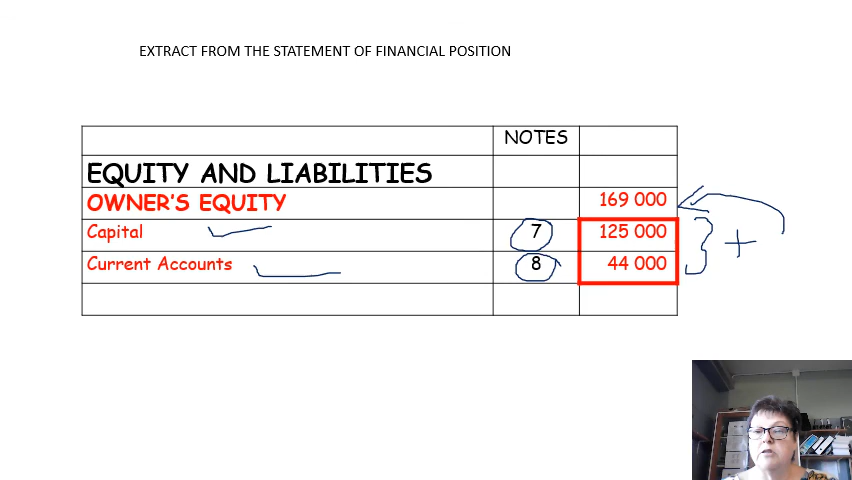 EXTRACT FROM THE STATEMENT OF FINANCIAL POSITION
NOTES
EQUITY AND LIABILITIES
OWNER'S EQUITY 169 000
Capital 7 125 000
Current Accounts 8 44 000
+